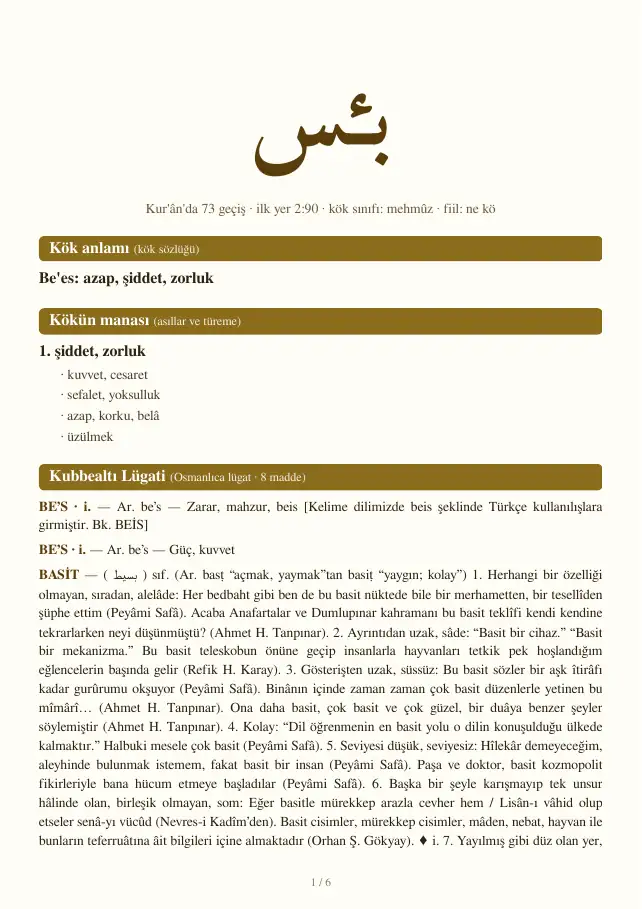 بئس
Kur'ân'da 73 geçiş · ilk yer 2:90 · kök sınıfı: mehmûz · fiil: ne kö
Kök anlamı (kök sözlüğü)
Be'es: azap, şiddet, zorluk
Kökün manası (asıllar ve türeme)
1. şiddet, zorluk
· kuvvet, cesaret
· sefalet, yoksulluk
· azap, korku, belâ
· üzülmek
Kubbealtı Lügati (Osmanlıca lügat · 8 madde)
BE’S · i. — Ar. be’s — Zarar, mahzur, beis [Kelime dilimizde beis şeklinde Türkçe kullanılışlara
girmiştir. Bk. BEİS]
BE’S · i. — Ar. be’s — Güç, kuvvet
BASİT — ( بسيط ) sıf. (Ar. basṭ “açmak, yaymak”tan basiṭ “yaygın; kolay”) 1. Herhangi bir özelliği
olmayan, sıradan, alelâde: Her bedbaht gibi ben de bu basit nüktede bile bir merhametten, bir tesellîden
şüphe ettim (Peyâmi Safâ). Acaba Anafartalar ve Dumlupınar kahramanı bu basit teklîfi kendi kendine
tekrarlarken neyi düşünmüştü? (Ahmet H. Tanpınar). 2. Ayrıntıdan uzak, sâde: “Basit bir cihaz.” “Basit
bir mekanizma.” Bu basit teleskobun önüne geçip insanlarla hayvanları tetkik pek hoşlandığım
eğlencelerin başında gelir (Refik H. Karay). 3. Gösterişten uzak, süssüz: Bu basit sözler bir aşk îtirâfı
kadar gurûrumu okşuyor (Peyâmi Safâ). Binânın içinde zaman zaman çok basit düzenlerle yetinen bu
mîmârî… (Ahmet H. Tanpınar). Ona daha basit, çok basit ve çok güzel, bir duâya benzer şeyler
söylemiştir (Ahmet H. Tanpınar). 4. Kolay: “Dil öğrenmenin en basit yolu o dilin konuşulduğu ülkede
kalmaktır.” Halbuki mesele çok basit (Peyâmi Safâ). 5. Seviyesi düşük, seviyesiz: Hîlekâr demeyeceğim,
aleyhinde bulunmak istemem, fakat basit bir insan (Peyâmi Safâ). Paşa ve doktor, basit kozmopolit
fikirleriyle bana hücum etmeye başladılar (Peyâmi Safâ). 6. Başka bir şeyle karışmayıp tek unsur
hâlinde olan, birleşik olmayan, som: Eğer basitle mürekkep arazla cevher hem / Lisân-ı vâhid olup
etseler senâ-yı vücûd (Nevres-i Kadîm’den). Basit cisimler, mürekkep cisimler, mâden, nebat, hayvan ile
bunların teferruâtına âit bilgileri içine almaktadır (Orhan Ş. Gökyay). ♦ i. 7. Yayılmış gibi düz olan yer,
1 / 6